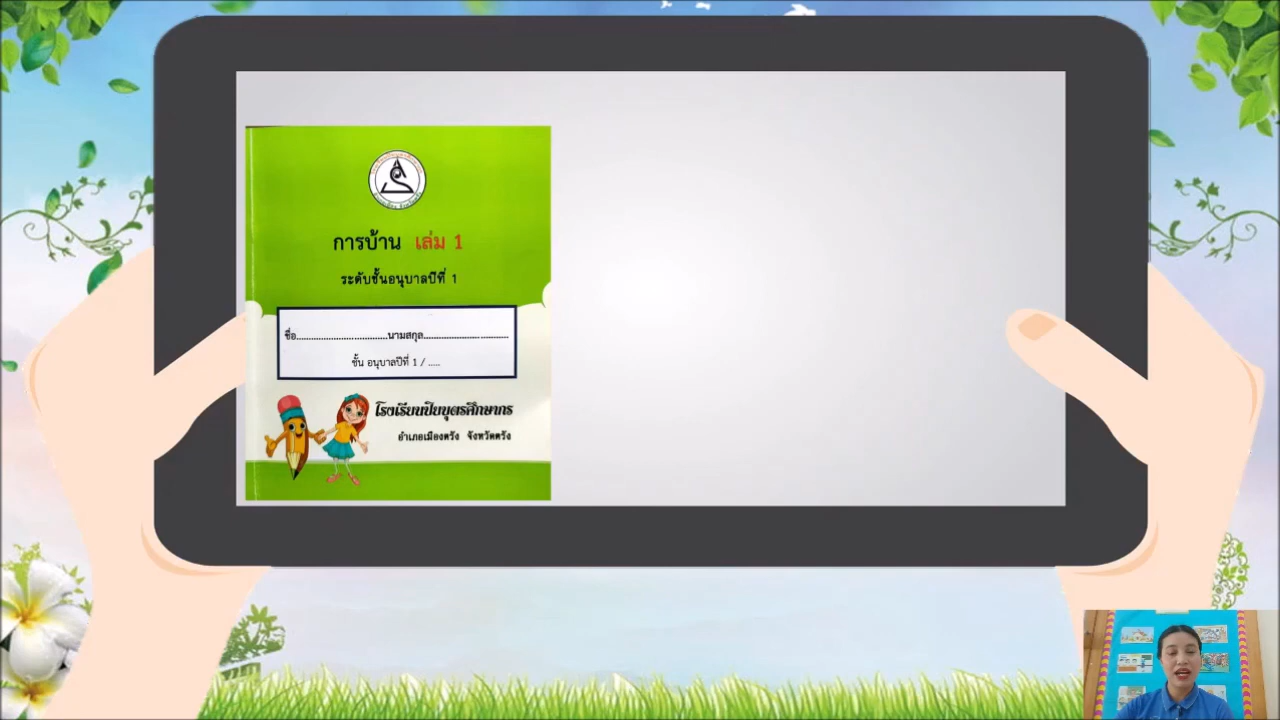 การบ้าน เล่ม 1
ระดับชั้นอนุบาลปีที่ 1
ชื่อ................................นามสกุล..............................
ชั้น อนุบาลปีที่ 1 / .....
โรงเรียนปิยบุตรศึกษากร
อำเภอเมืองตรัง จังหวัดตรัง